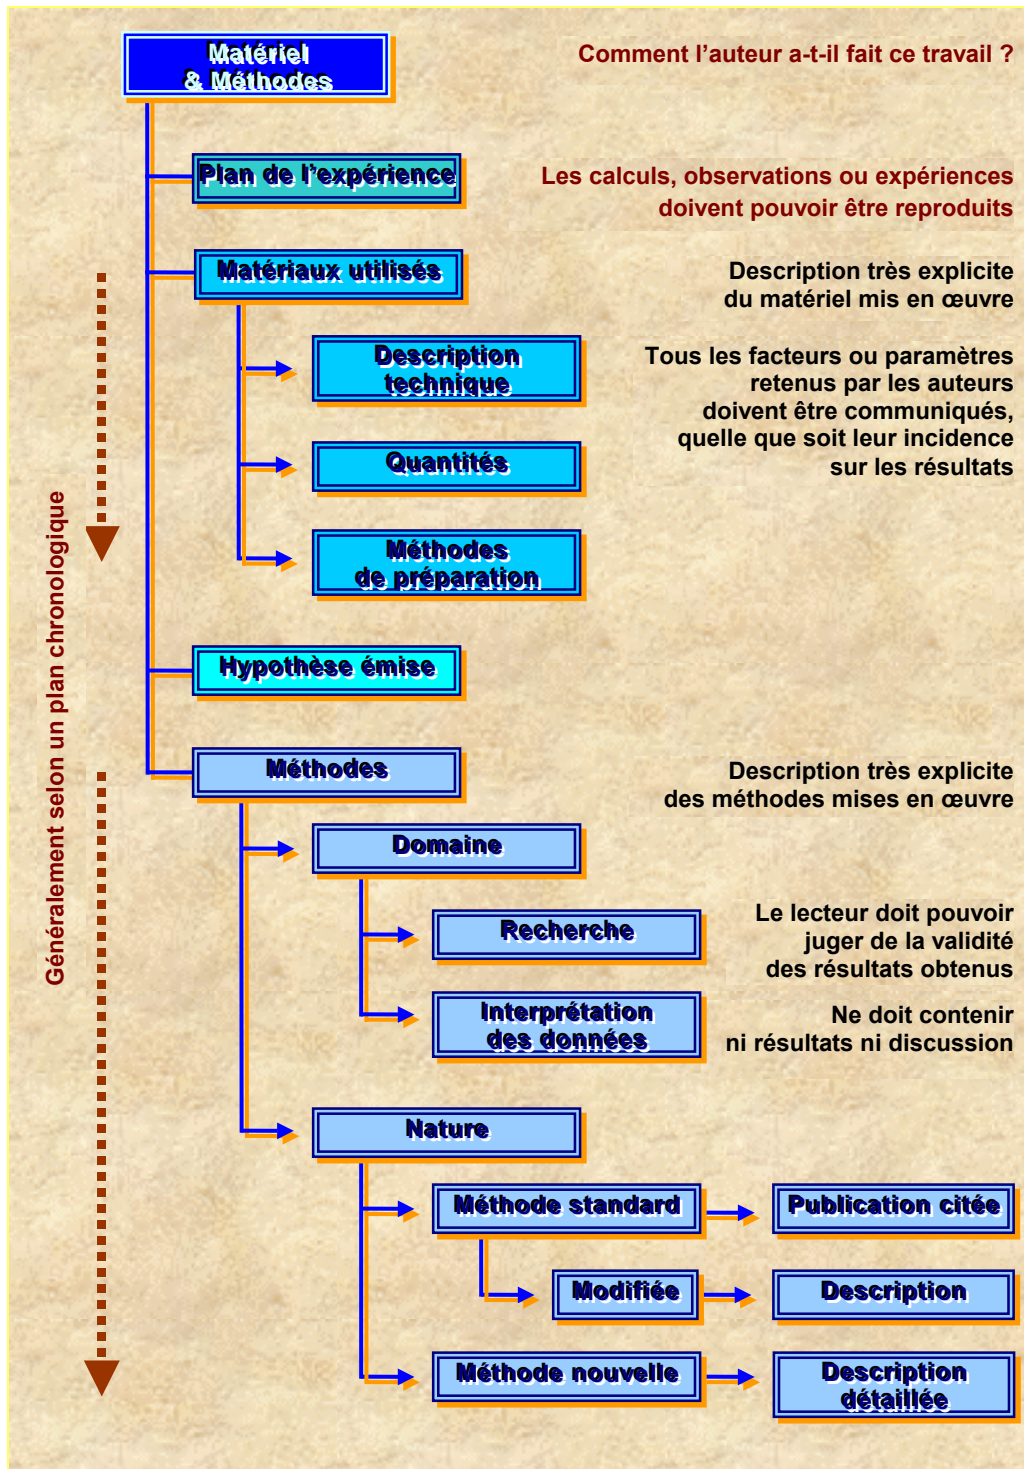 Matériel
& Méthodes
Comment l'auteur a-t-il fait ce travail ?
Plan de l'expérience
Les calculs, observations ou expériences
doivent pouvoir être reproduits
Matériaux utilisés
Description très explicite
du matériel mis en œuvre
Description
technique
Tous les facteurs ou paramètres
retenus par les auteurs
doivent être communiqués,
quelle que soit leur incidence
sur les résultats
Quantités
Méthodes
de préparation
Généralement selon un plan chronologique
Hypothèse émise
Méthodes
Description très explicite
des méthodes mises en œuvre
Domaine
Recherche
Le lecteur doit pouvoir
juger de la validité
des résultats obtenus
Interprétation
des données
Ne doit contenir
ni résultats ni discussion
Nature
Méthode standard
Publication citée
Modifiée
Description
Méthode nouvelle
Description
détaillée